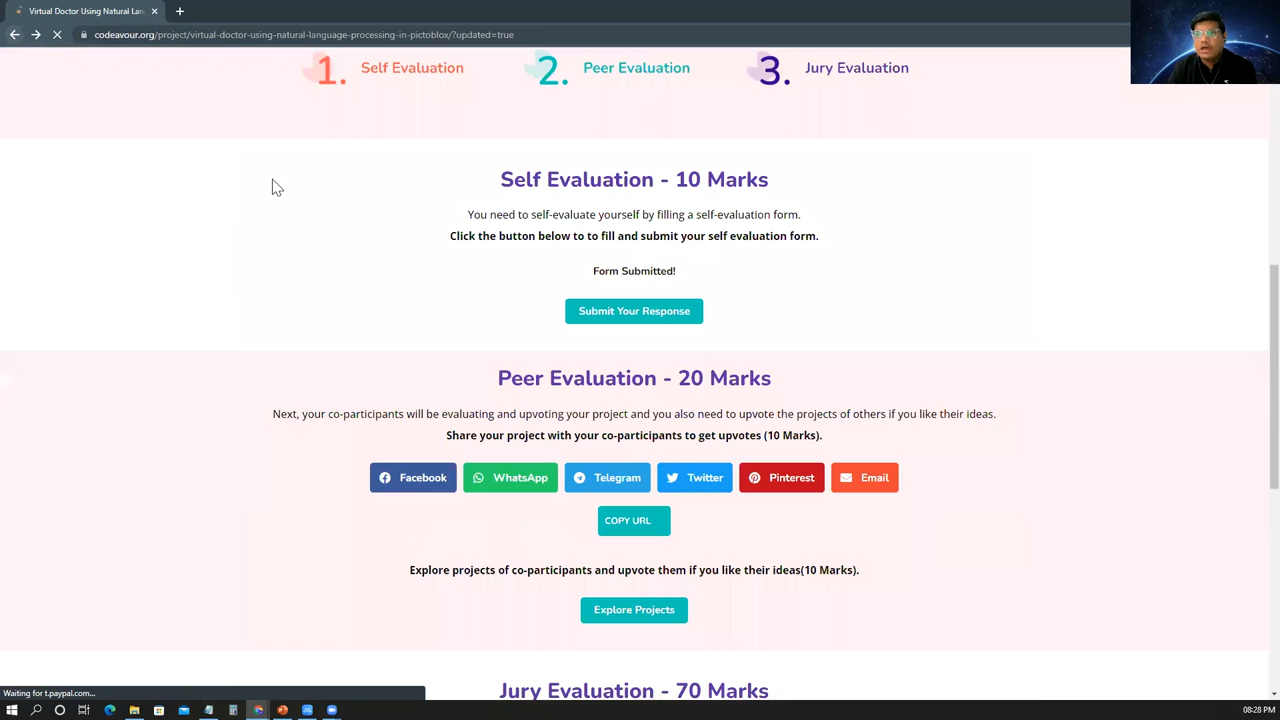 Virtual Doctor Using Natural Lan
codeavour.org/project/virtual-doctor-using-natural-language-processing-in-pictoblox/?updated=true
1. Self Evaluation
2. Peer Evaluation
3. Jury Evaluation
Self Evaluation - 10 Marks
You need to self-evaluate yourself by filling a self-evaluation form.
Click the button below to to fill and submit your self evaluation form.
Form Submitted!
Submit Your Response
Peer Evaluation - 20 Marks
Next, your co-participants will be evaluating and upvoting your project and you also need to upvote the projects of others if you like their ideas.
Share your project with your co-participants to get upvotes (10 Marks).
Facebook
WhatsApp
Telegram
Twitter
Pinterest
Email
COPY URL
Explore projects of co-participants and upvote them if you like their ideas(10 Marks).
Explore Projects
Jury Evaluation - 70 Marks
Waiting for t.paypal.com...
08:28 PM